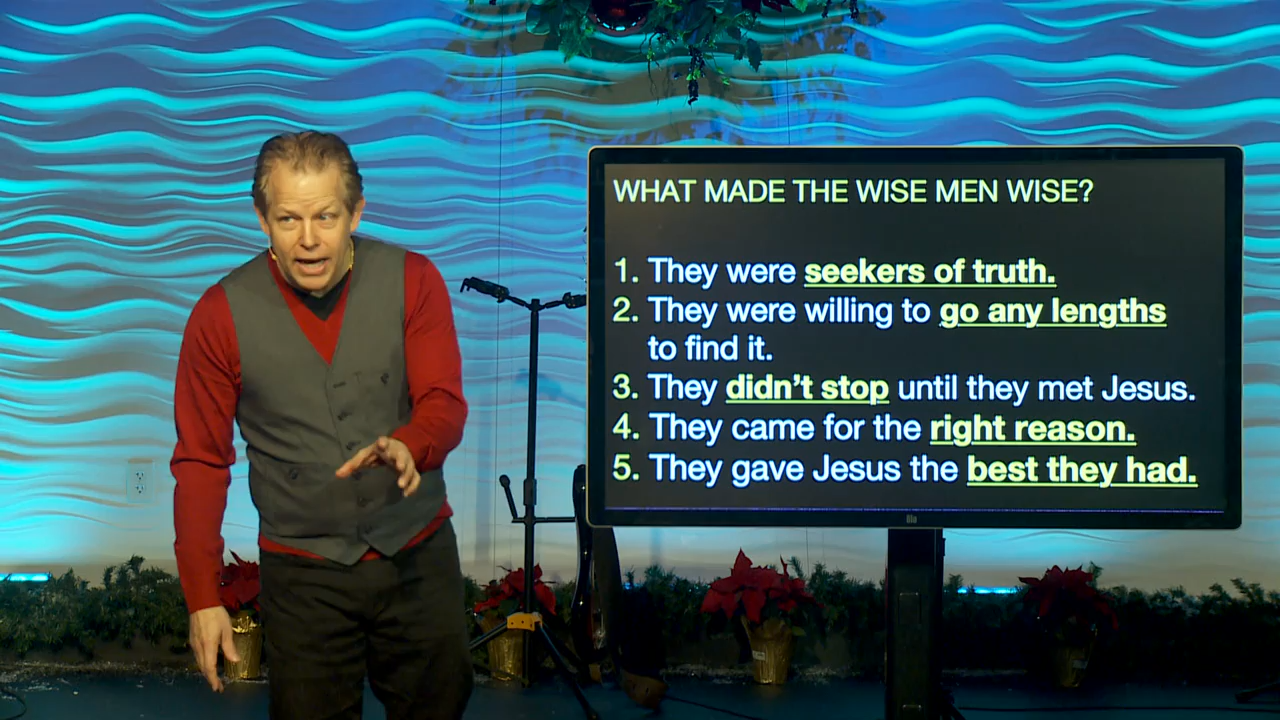 WHAT MADE THE WISE MEN WISE?
1. They were seekers of truth.
2. They were willing to go any lengths
to find it.
3. They didn't stop until they met Jesus.
4. They came for the right reason.
5. They gave Jesus the best they had.
elo